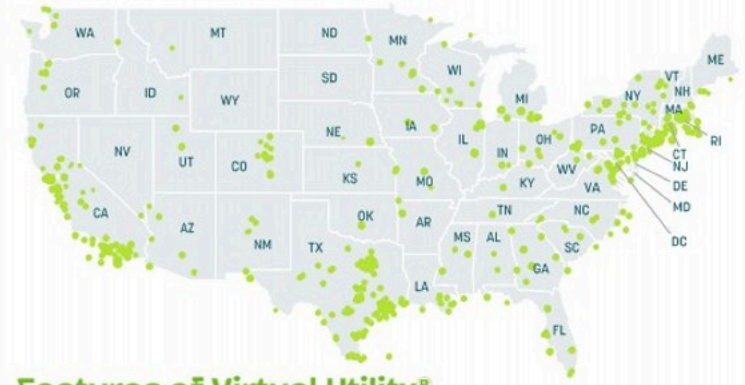 WA
MT
ND
MN
ME
OR
ID
WY
SD
WI
MI
NY
VT
NH
MA
RI
NV
UT
CO
NE
IA
IL
IN
OH
PA
CT
NJ
DE
MD
DC
CA
AZ
NM
KS
MO
KY
WV
VA
OK
AR
TN
NC
TX
LA
MS
AL
GA
SC
FL
Features of Virtual Utility®